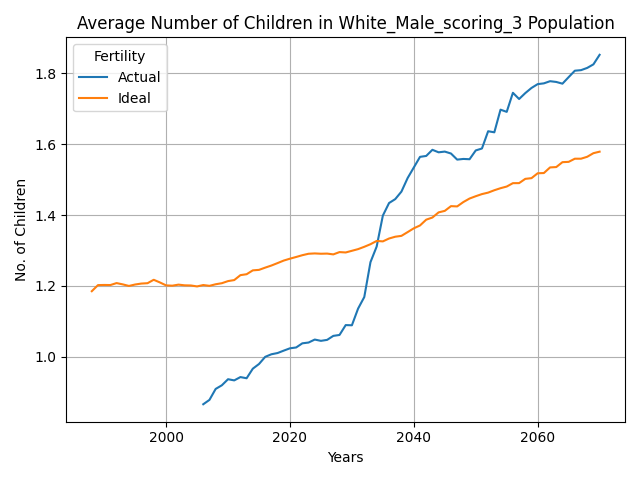 Average Number of Children in White_Male_scoring_3 Population
Fertility
Actual
Ideal
No. of Children
1.8
1.6
1.4
1.2
1.0
2000
2020
2040
2060
Years